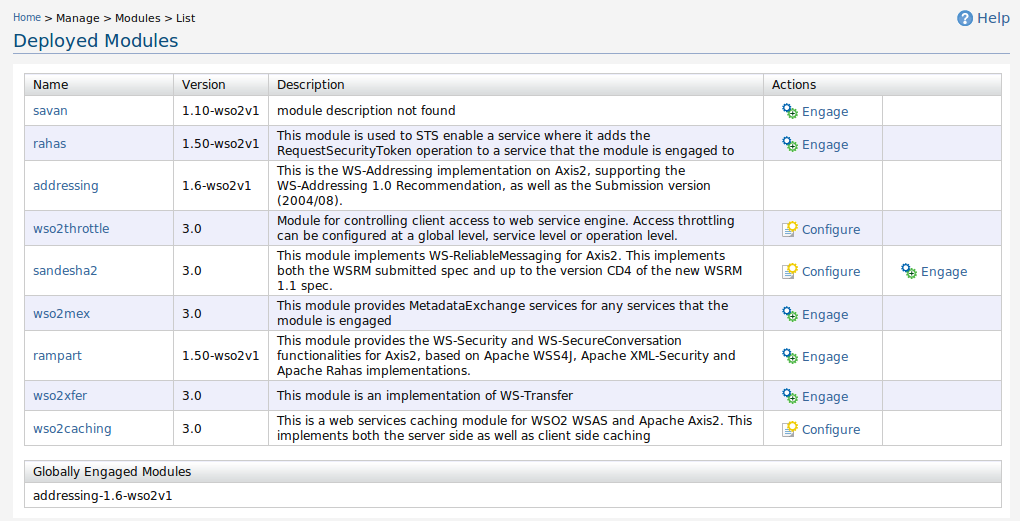 Home > Manage > Modules > List
Help
Deployed Modules
Name Version Description Actions
savan 1.10-wso2v1 module description not found Engage
rahas 1.50-wso2v1 This module is used to STS enable a service where it adds the
RequestSecurityToken operation to a service that the module is engaged to Engage
addressing 1.6-wso2v1 This is the WS-Addressing implementation on Axis2, supporting the
WS-Addressing 1.0 Recommendation, as well as the Submission version
(2004/08).
wso2throttle 3.0 Module for controlling client access to web service engine. Access throttling
can be configured at a global level, service level or operation level. Configure
sandesha2 3.0 This module implements WS-ReliableMessaging for Axis2. This implements
both the WSRM submitted spec and up to the version CD4 of the new WSRM
1.1 spec. Configure Engage
wso2mex 3.0 This module provides MetadataExchange services for any services that the
module is engaged Engage
rampart 1.50-wso2v1 This module provides the WS-Security and WS-SecureConversation
functionalities for Axis2, based on Apache WSS4J, Apache XML-Security and
Apache Rahas implementations. Engage
wso2xfer 3.0 This module is an implementation of WS-Transfer Engage
wso2caching 3.0 This is a web services caching module for WSO2 WSAS and Apache Axis2. This
implements both the server side as well as client side caching Configure
Globally Engaged Modules
addressing-1.6-wso2v1